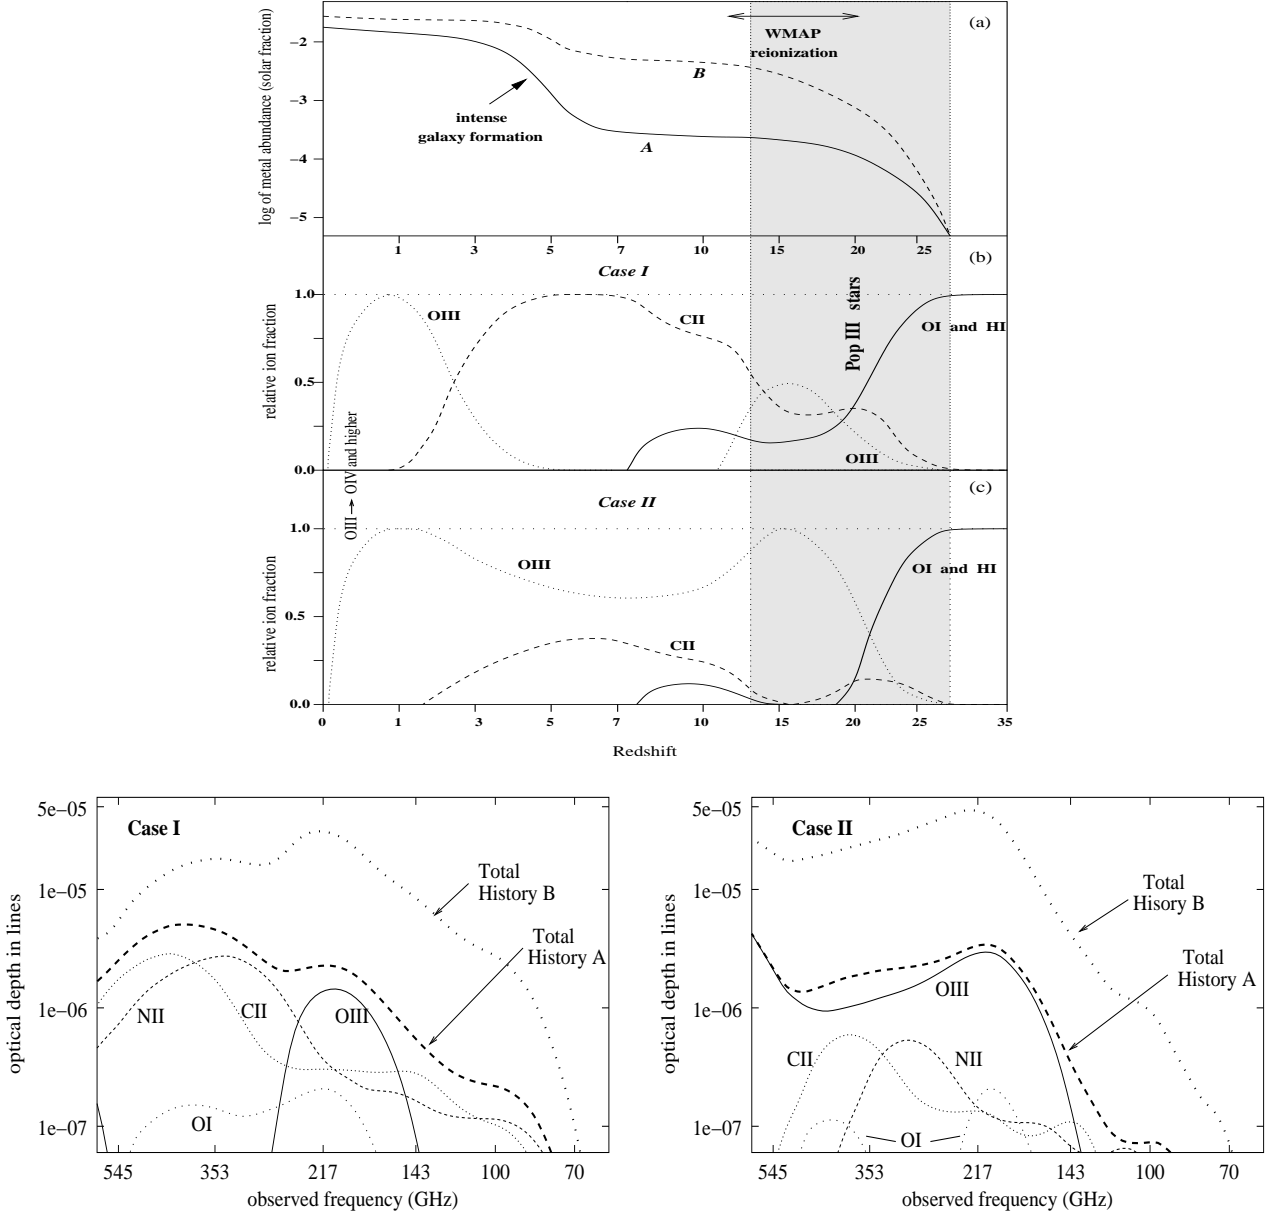 (a)
WMAP
reionization
B
intense
galaxy formation
A
log of metal abundance (solar fraction)
−2
−3
−4
−5
1 3 5 7 10 15 20 25
(b)
Case I
1.0
OIII
CII
OI and HI
Pop III stars
relative ion fraction
0.5
OIII
0.0
OIII → OIV and higher
(c)
Case II
1.0
OIII
OI and HI
relative ion fraction
0.5
CII
0.0
0 1 3 5 7 10 15 20 25 35
Redshift
5e−05
Case I
Total
History B
1e−05
optical depth in lines
Total
History A
NII
CII
OIII
1e−06
OI
1e−07
545 353 217 143 100 70
observed frequency (GHz)
5e−05
Case II
Total
Hisory B
1e−05
optical depth in lines
Total
History A
OIII
1e−06
CII
NII
OI
1e−07
545 353 217 143 100 70
observed frequency (GHz)